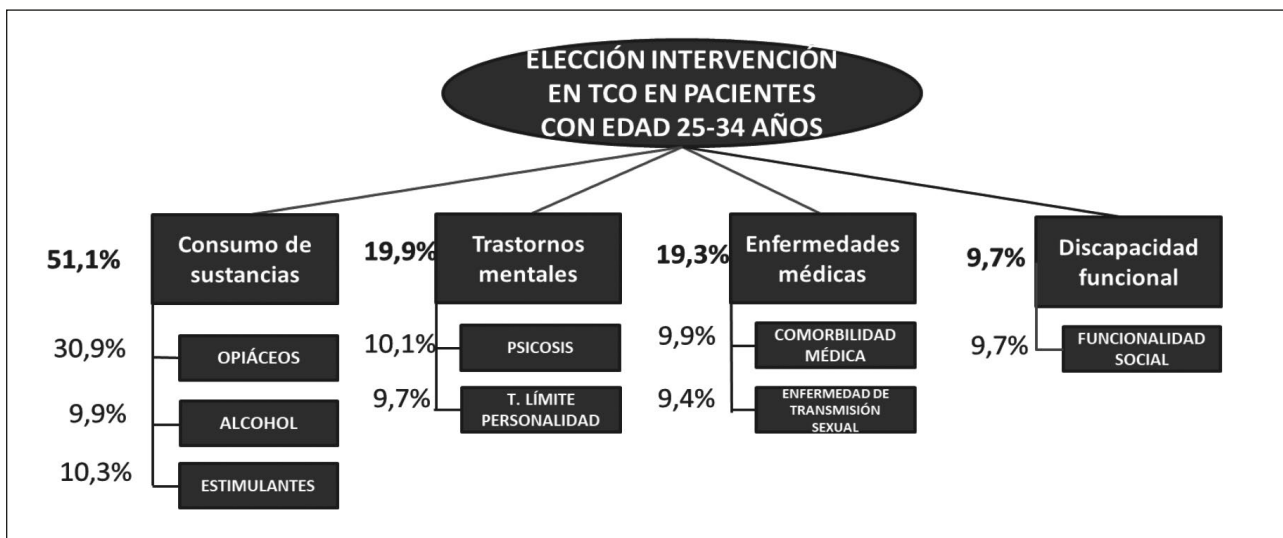 ELECCIÓN INTERVENCIÓN
EN TCO EN PACIENTES
CON EDAD 25-34 AÑOS
51,1%
Consumo de
sustancias
30,9%
OPIÁCEOS
9,9%
ALCOHOL
10,3%
ESTIMULANTES
19,9%
Trastornos
mentales
10,1%
PSICOSIS
9,7%
T. LÍMITE
PERSONALIDAD
19,3%
Enfermedades
médicas
9,9%
COMORBILIDAD
MÉDICA
9,4%
ENFERMEDAD DE
TRANSMISIÓN
SEXUAL
9,7%
Discapacidad
funcional
9,7%
FUNCIONALIDAD
SOCIAL